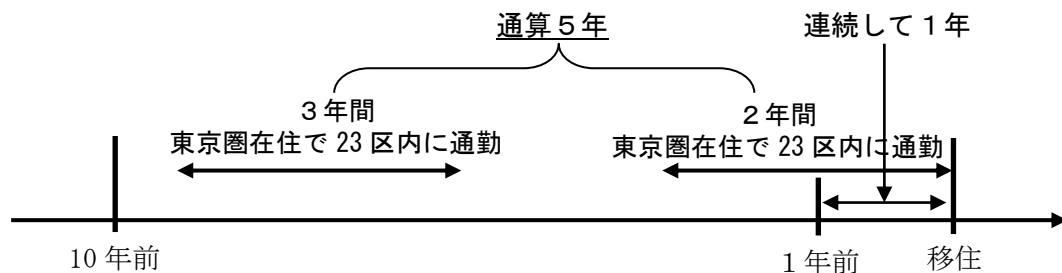 通算５年
連続して１年
３年間
東京圏在住で 23 区内に通勤
２年間
東京圏在住で 23 区内に通勤
10 年前
１年前
移住